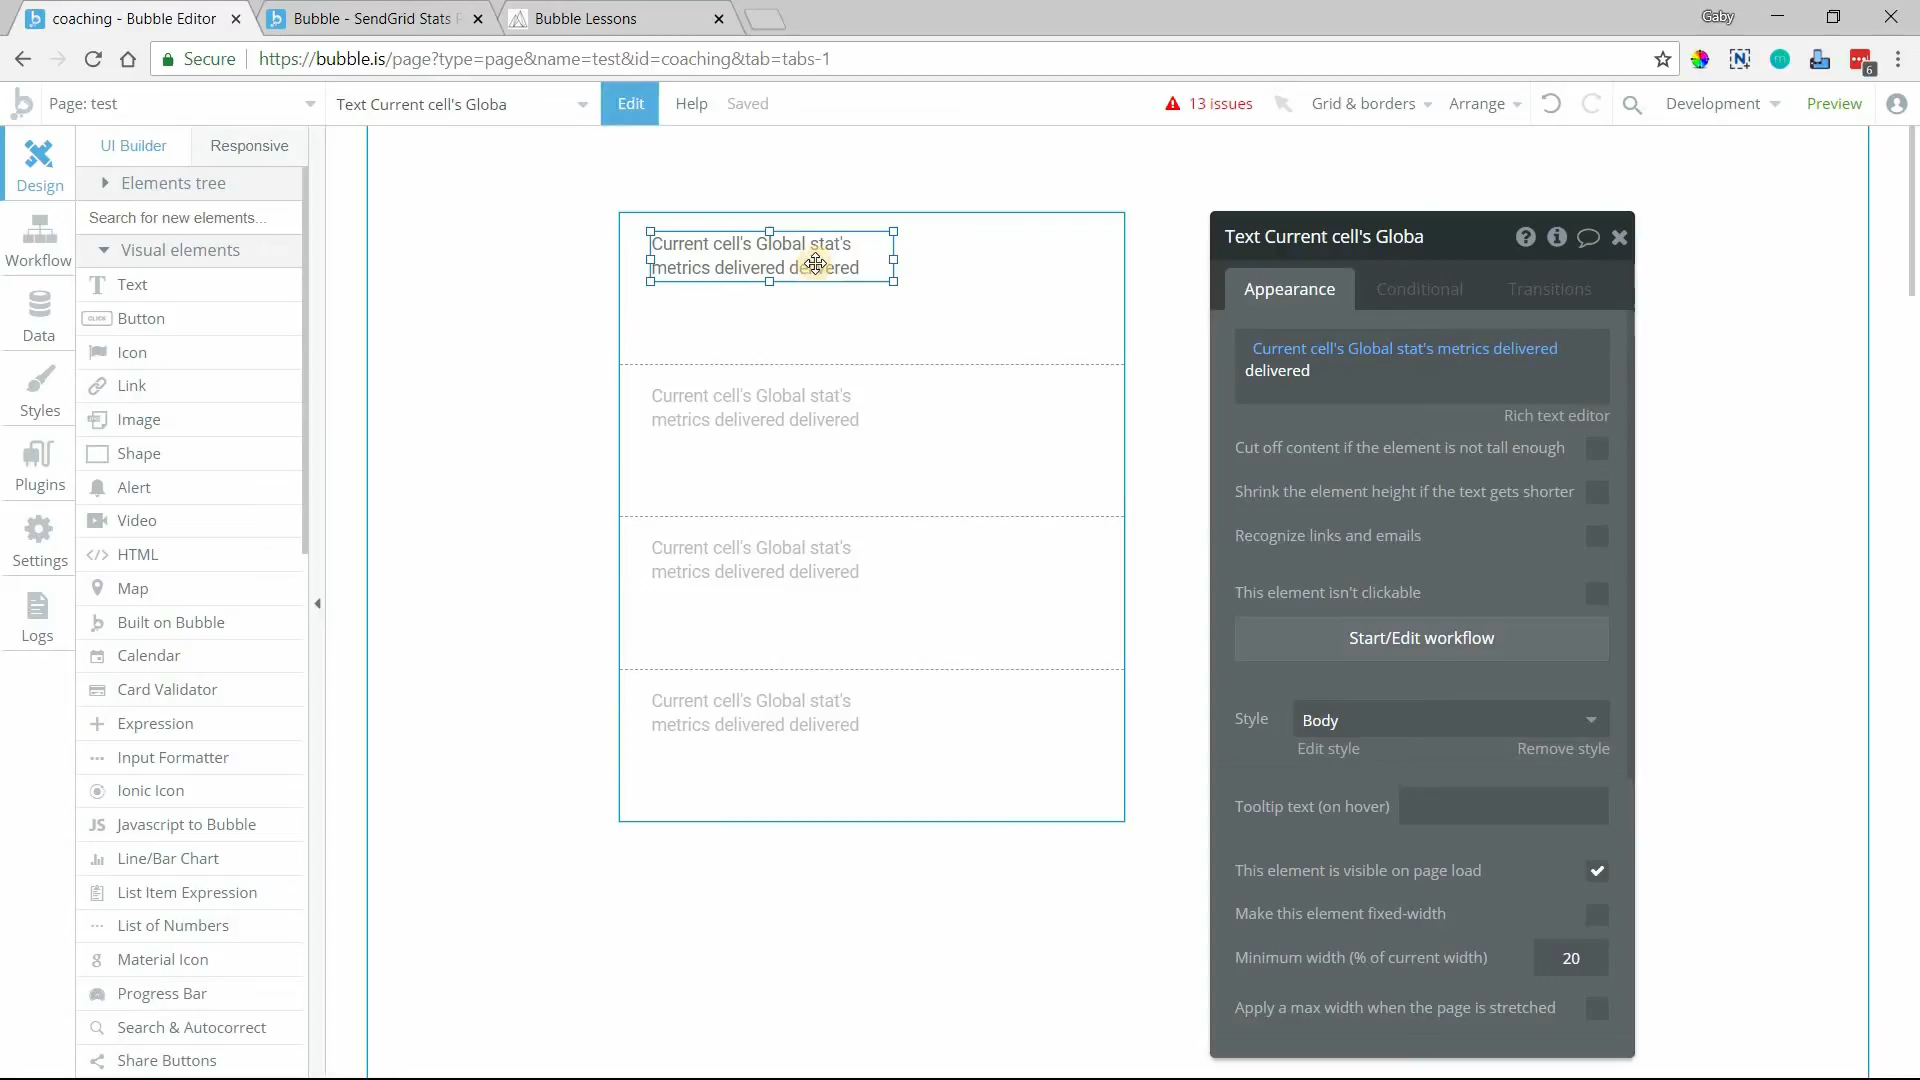 coaching - Bubble Editor
Bubble - SendGrid Stats
Bubble Lessons
Gaby
Secure
https://bubble.is/page?type=page&name=test&id=coaching&tab=tabs-1
6
Page: test
Text Current cell's Globa
Edit
Help
Saved
13 issues
Grid & borders
Arrange
Development
Preview
Design
Workflow
Data
Styles
Plugins
Settings
Logs
UI Builder
Responsive
Elements tree
Search for new elements...
Visual elements
Text
CLICK
Button
Icon
Link
Image
Shape
Alert
Video
</> HTML
Map
Built on Bubble
Calendar
Card Validator
Expression
Input Formatter
Ionic Icon
JS Javascript to Bubble
Line/Bar Chart
List Item Expression
List of Numbers
g Material Icon
Progress Bar
Search & Autocorrect
Share Buttons
Current cell's Global stat's
metrics delivered delivered
Current cell's Global stat's
metrics delivered delivered
Current cell's Global stat's
metrics delivered delivered
Current cell's Global stat's
metrics delivered delivered
Text Current cell's Globa
Appearance
Conditional
Transitions
Current cell's Global stat's metrics delivered
delivered
Rich text editor
Cut off content if the element is not tall enough
Shrink the element height if the text gets shorter
Recognize links and emails
This element isn't clickable
Start/Edit workflow
Style
Body
Edit style
Remove style
Tooltip text (on hover)
This element is visible on page load
Make this element fixed-width
Minimum width (% of current width)
20
Apply a max width when the page is stretched